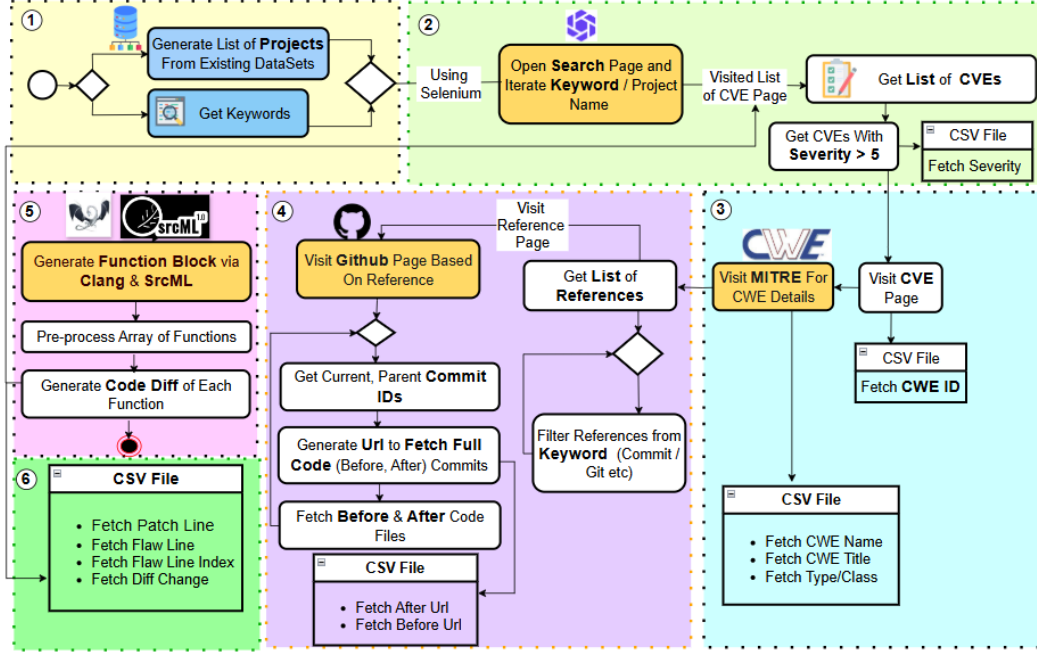 1
Generate List of Projects
From Existing DataSets
Get Keywords
2
Using
Selenium
Open Search Page and
Iterate Keyword / Project
Name
Visited List
of CVE Page
Get List of CVEs
Get CVEs With
Severity > 5
CSV File
Fetch Severity
3
CWE
Visit MITRE For
CWE Details
Visit CVE
Page
CSV File
Fetch CWE ID
CSV File
• Fetch CWE Name
• Fetch CWE Title
• Fetch Type/Class
4
Visit
Reference
Page
Visit Github Page Based
On Reference
Get List of
References
Get Current, Parent Commit
IDs
Generate Url to Fetch Full
Code (Before, After) Commits
Fetch Before & After Code
Files
Filter References from
Keyword (Commit /
Git etc)
CSV File
• Fetch After Url
• Fetch Before Url
5
srcML 1.0
Generate Function Block via
Clang & SrcML
Pre-process Array of Functions
Generate Code Diff of Each
Function
6
CSV File
• Fetch Patch Line
• Fetch Flaw Line
• Fetch Flaw Line Index
• Fetch Diff Change